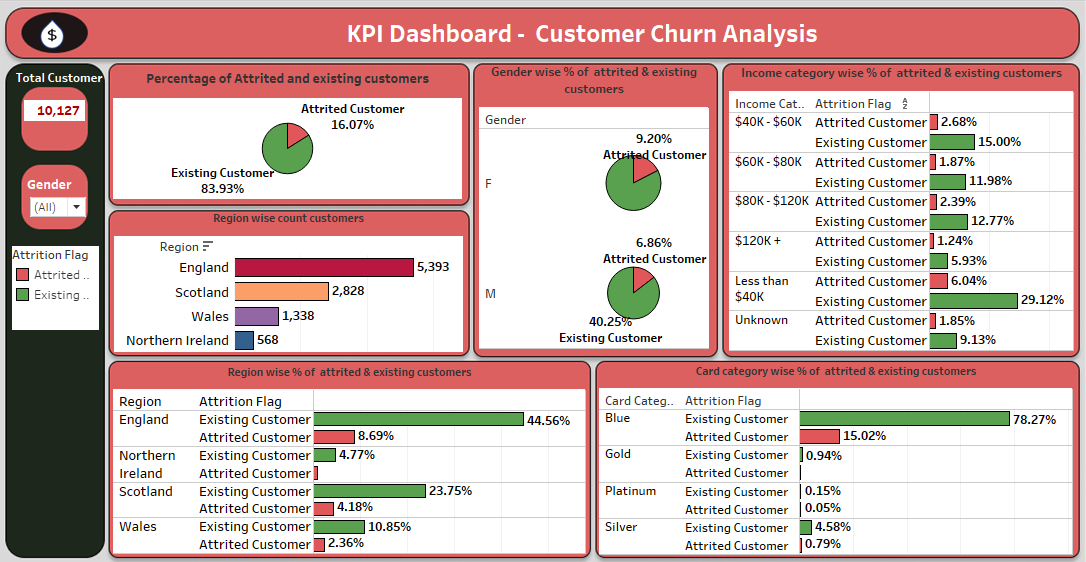 $
KPI Dashboard - Customer Churn Analysis
Total Customer
10,127
Gender
(All)
Attrition Flag
Attrited ..
Existing ..
Percentage of Attrited and existing customers
Attrited Customer
16.07%
Existing Customer
83.93%
Region wise count customers
Region
England 5,393
Scotland 2,828
Wales 1,338
Northern Ireland 568
Gender wise % of attrited & existing
customers
Gender
9.20%
Attrited Customer
F
6.86%
Attrited Customer
M
40.25%
Existing Customer
Income category wise % of attrited & existing customers
Income Cat.. Attrition Flag A Z
$40K - $60K Attrited Customer 2.68%
Existing Customer 15.00%
$60K - $80K Attrited Customer 1.87%
Existing Customer 11.98%
$80K - $120K Attrited Customer 2.39%
Existing Customer 12.77%
$120K + Attrited Customer 1.24%
Existing Customer 5.93%
Less than Attrited Customer 6.04%
$40K Existing Customer 29.12%
Unknown Attrited Customer 1.85%
Existing Customer 9.13%
Region wise % of attrited & existing customers
Region Attrition Flag
England Existing Customer 44.56%
Attrited Customer 8.69%
Northern Existing Customer 4.77%
Ireland Attrited Customer
Scotland Existing Customer 23.75%
Attrited Customer 4.18%
Wales Existing Customer 10.85%
Attrited Customer 2.36%
Card category wise % of attrited & existing customers
Card Categ.. Attrition Flag
Blue Existing Customer 78.27%
Attrited Customer 15.02%
Gold Existing Customer 0.94%
Attrited Customer
Platinum Existing Customer 0.15%
Attrited Customer 0.05%
Silver Existing Customer 4.58%
Attrited Customer 0.79%